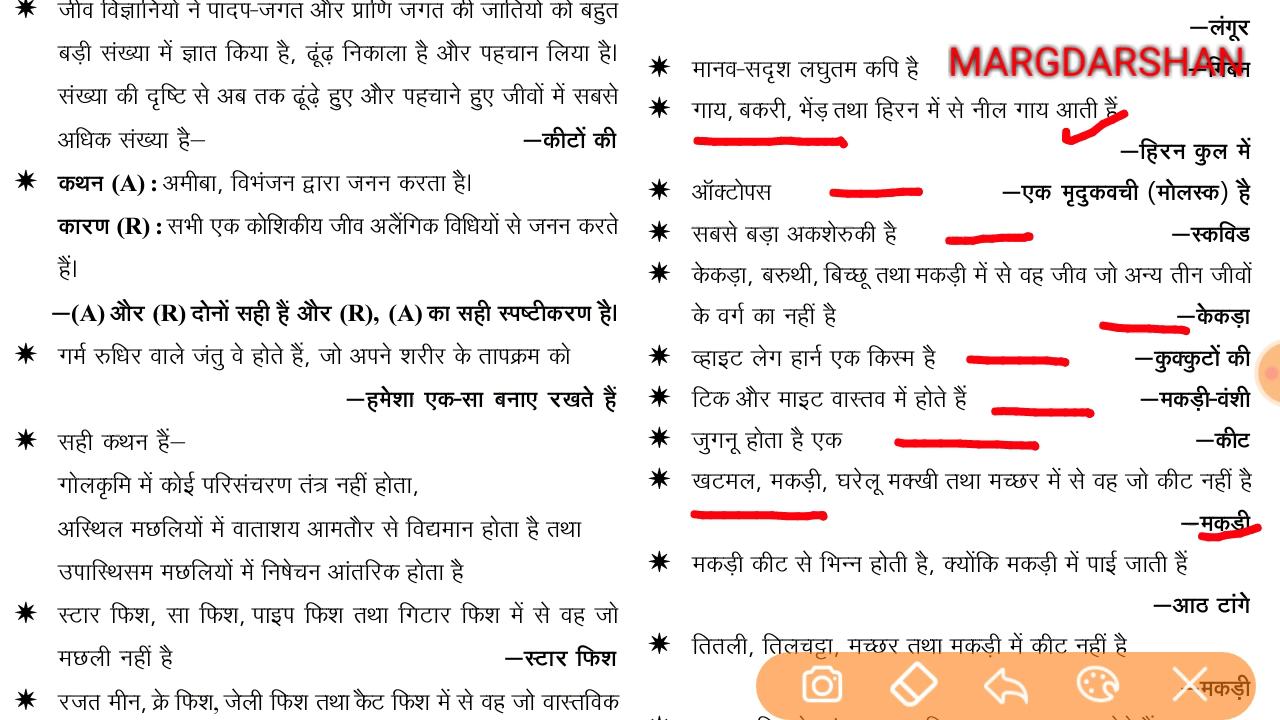 ✷ जीव विज्ञानियों ने पादप-जगत और प्राणि जगत की जातियों को बहुत
बड़ी संख्या में ज्ञात किया है, ढूंढ़ निकाला है और पहचान लिया है।
संख्या की दृष्टि से अब तक ढूंढ़े हुए और पहचाने हुए जीवों में सबसे
अधिक संख्या है– –कीटों की
✷ कथन (A) : अमीबा, विभंजन द्वारा जनन करता है।
कारण (R) : सभी एक कोशिकीय जीव अलैंगिक विधियों से जनन करते
हैं।
–(A) और (R) दोनों सही हैं और (R), (A) का सही स्पष्टीकरण है।
✷ गर्म रुधिर वाले जंतु वे होते हैं, जो अपने शरीर के तापक्रम को
–हमेशा एक-सा बनाए रखते हैं
✷ सही कथन हैं–
गोलकृमि में कोई परिसंचरण तंत्र नहीं होता,
अस्थिल मछलियों में वाताशय आमतौर से विद्यमान होता है तथा
उपास्थिसम मछलियों में निषेचन आंतरिक होता है
✷ स्टार फिश, सा फिश, पाइप फिश तथा गिटार फिश में से वह जो
मछली नहीं है –स्टार फिश
✷ रजत मीन, क्रे फिश, जेली फिश तथा कैट फिश में से वह जो वास्तविक
–लंगूर
✷ मानव-सदृश लघुतम कपि है –गिबन
MARGDARSHAN
✷ गाय, बकरी, भेंड़ तथा हिरन में से नील गाय आती हैं
–हिरन कुल में
✷ ऑक्टोपस –एक मृदुकवची (मोलस्क) है
✷ सबसे बड़ा अकशेरुकी है –स्कविड
✷ केकड़ा, बरुथी, बिच्छू तथा मकड़ी में से वह जीव जो अन्य तीन जीवों
के वर्ग का नहीं है –केकड़ा
✷ व्हाइट लेग हार्न एक किस्म है –कुक्कुटों की
✷ टिक और माइट वास्तव में होते हैं –मकड़ी-वंशी
✷ जुगनू होता है एक –कीट
✷ खटमल, मकड़ी, घरेलू मक्खी तथा मच्छर में से वह जो कीट नहीं है
–मकड़ी
✷ मकड़ी कीट से भिन्न होती है, क्योंकि मकड़ी में पाई जाती हैं
–आठ टांगे
✷ तितली, तिलचट्टा, मच्छर तथा मकड़ी में कीट नहीं है
–मकड़ी